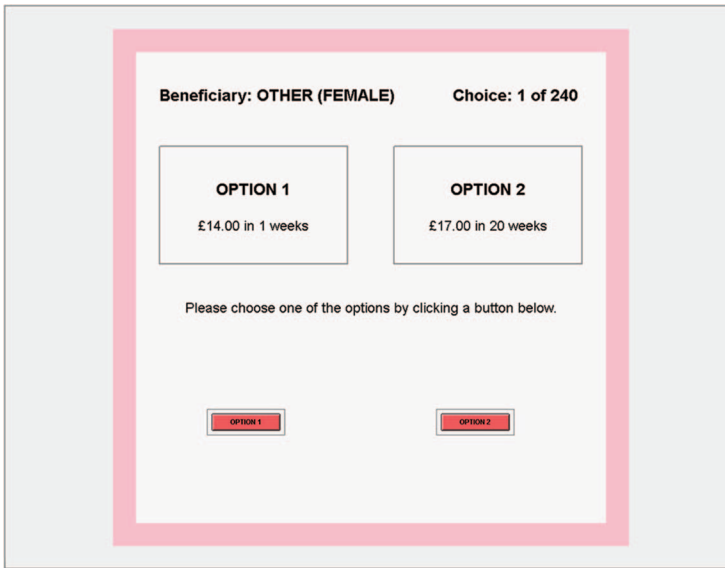 Beneficiary: OTHER (FEMALE) Choice: 1 of 240
OPTION 1
£14.00 in 1 weeks
OPTION 2
£17.00 in 20 weeks
Please choose one of the options by clicking a button below.
OPTION 1
OPTION 2